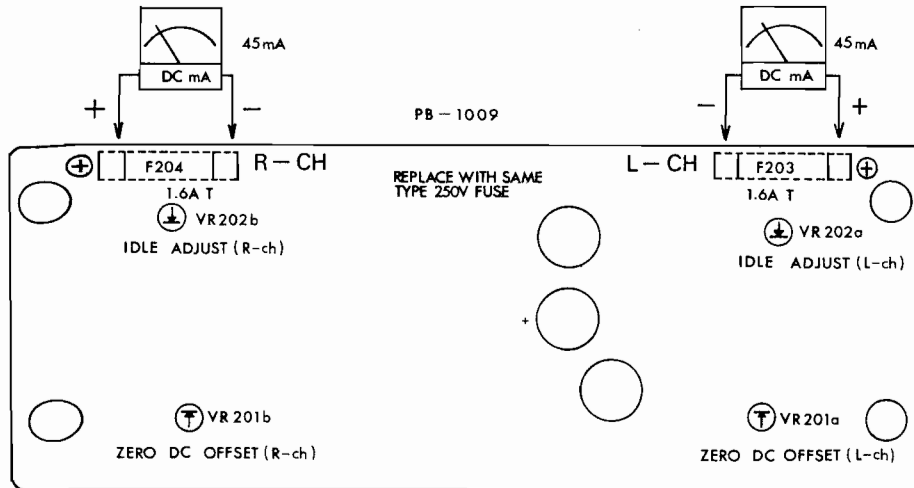 45mA
DC mA
+
−
45mA
DC mA
−
+
PB − 1009
F204
R − CH
1.6A T
VR202b
IDLE ADJUST (R-ch)
REPLACE WITH SAME
TYPE 250V FUSE
L − CH
F203
1.6A T
VR202a
IDLE ADJUST (L-ch)
+
VR201b
ZERO DC OFFSET (R-ch)
VR201a
ZERO DC OFFSET (L-ch)